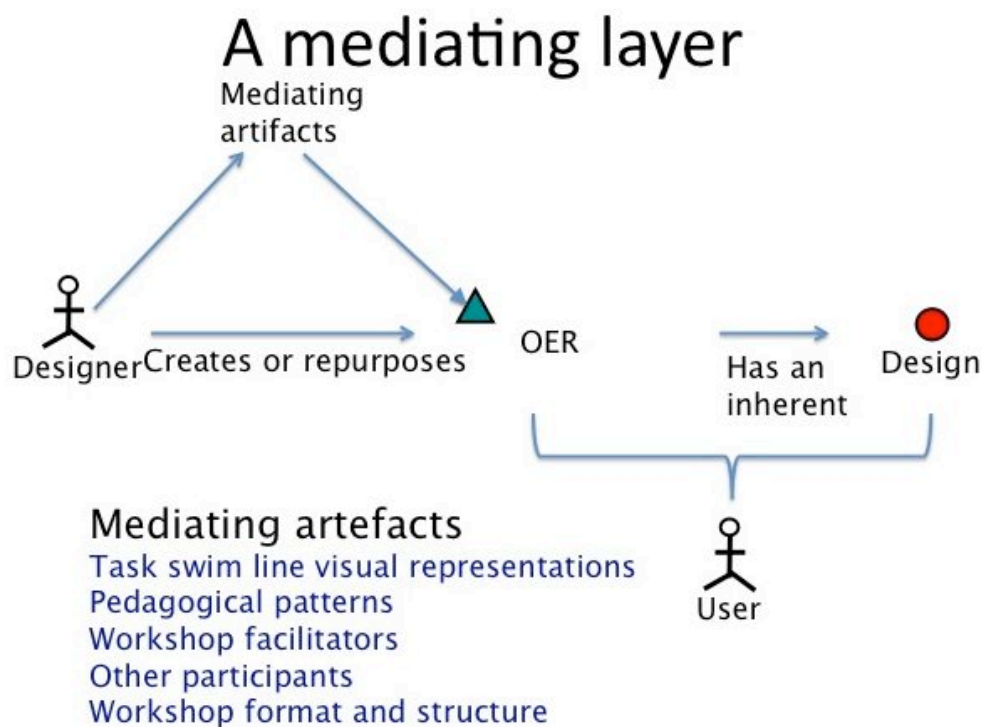 A mediating layer
Mediating
artifacts
Designer
Creates or repurposes
OER
Has an
inherent
Design
User
Mediating artefacts
Task swim line visual representations
Pedagogical patterns
Workshop facilitators
Other participants
Workshop format and structure